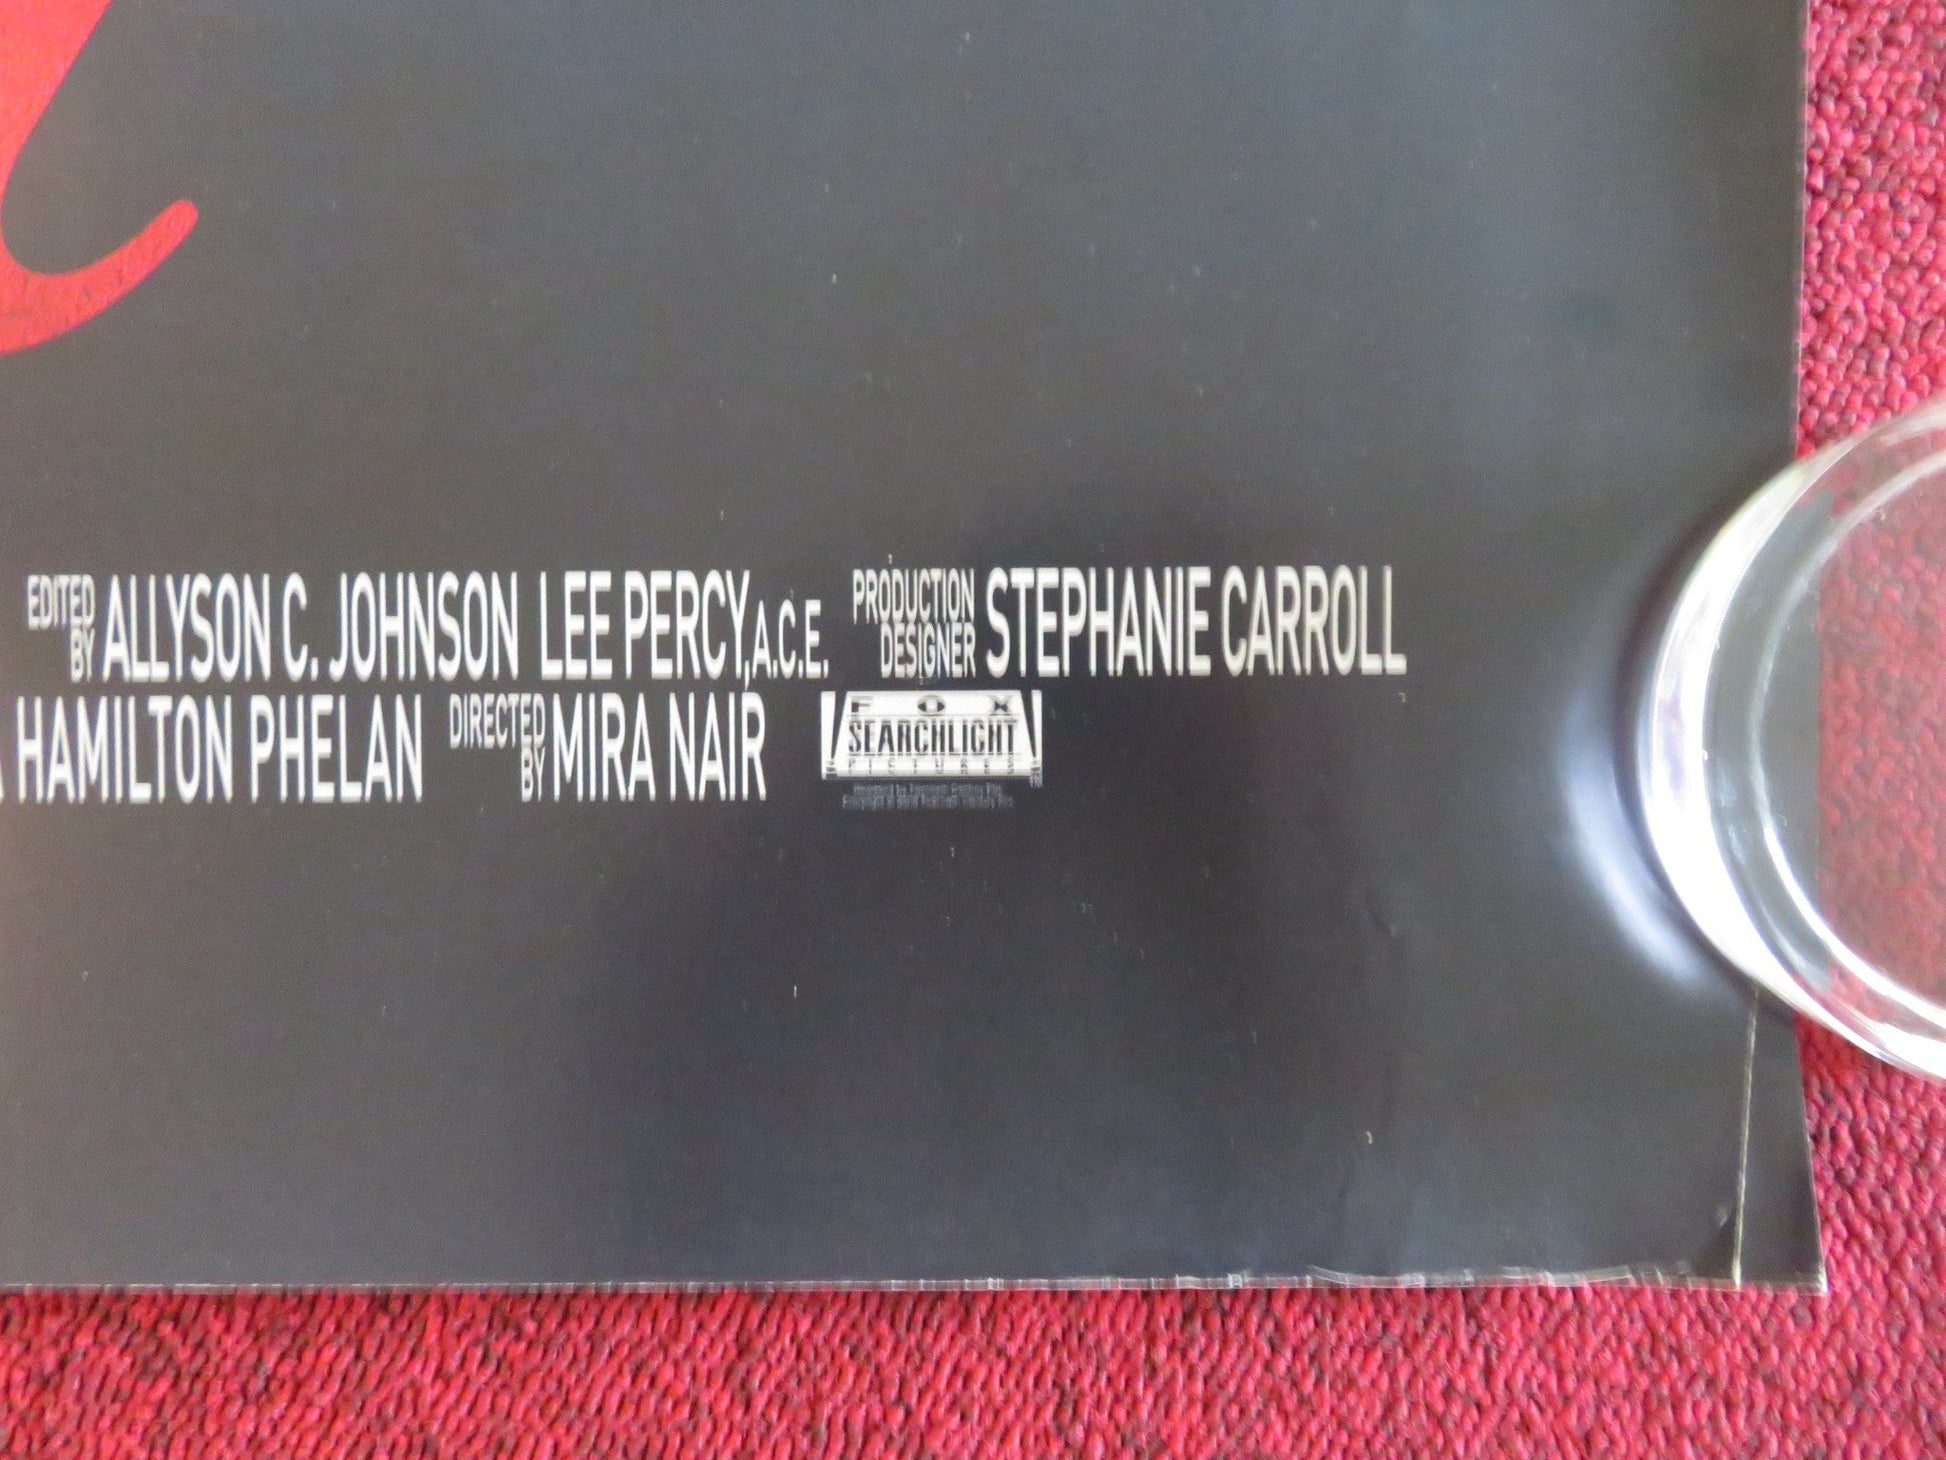 EDITED BY ALLYSON C. JOHNSON LEE PERCY, A.C.E. PRODUCTION DESIGNER STEPHANIE CARROLL
HAMILTON PHELAN DIRECTED BY MIRA NAIR
FOX
SEARCHLIGHT
PICTURES